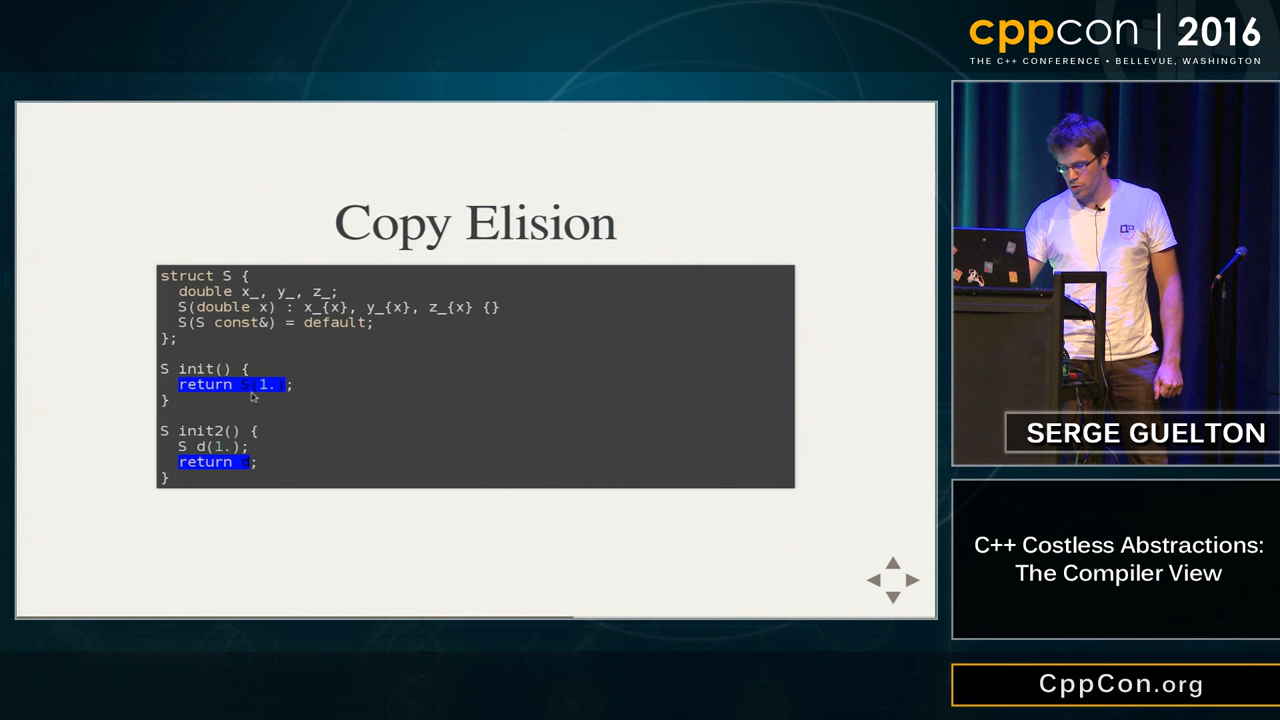 cppcon | 2016
THE C++ CONFERENCE • BELLEVUE, WASHINGTON
Copy Elision
struct S {
  double x_, y_, z_;
  S(double x) : x_{x}, y_{x}, z_{x} {}
  S(S const&) = default;
};
S init() {
  return S(1.);
}
S init2() {
  S d(1.);
  return d;
}
SERGE GUELTON
C++ Costless Abstractions:
The Compiler View
CppCon.org